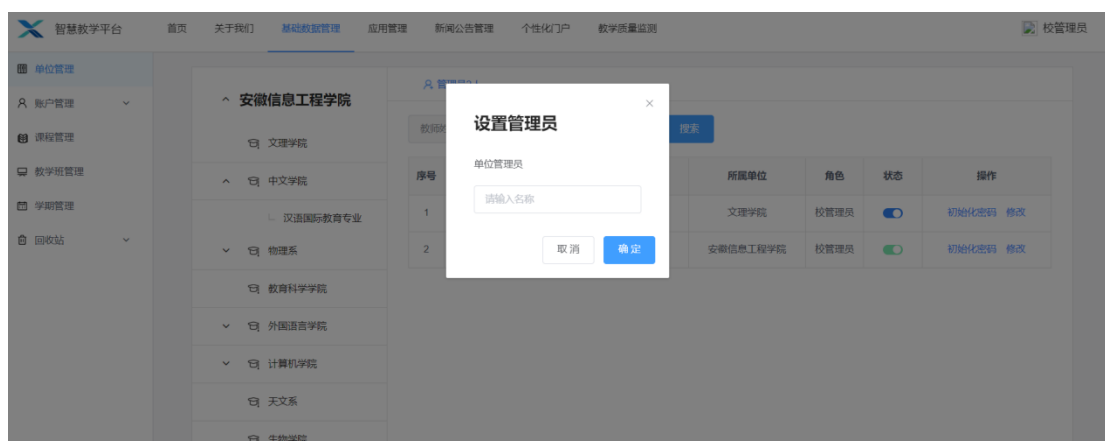 智慧教学平台 首页 关于我们 基础数据管理 应用管理 新闻公告管理 个性化门户 教学质量监测 校管理员
单位管理
账户管理
课程管理
教学班管理
学期管理
回收站
安徽信息工程学院
文理学院
中文学院
汉语国际教育专业
物理系
教育科学学院
外国语言学院
计算机学院
天文系
生物学院
设置管理员
×
单位管理员
请输入名称
取消 确定
教师 搜索
序号 所属单位 角色 状态 操作
1 文理学院 校管理员 初始化密码 修改
2 安徽信息工程学院 校管理员 初始化密码 修改